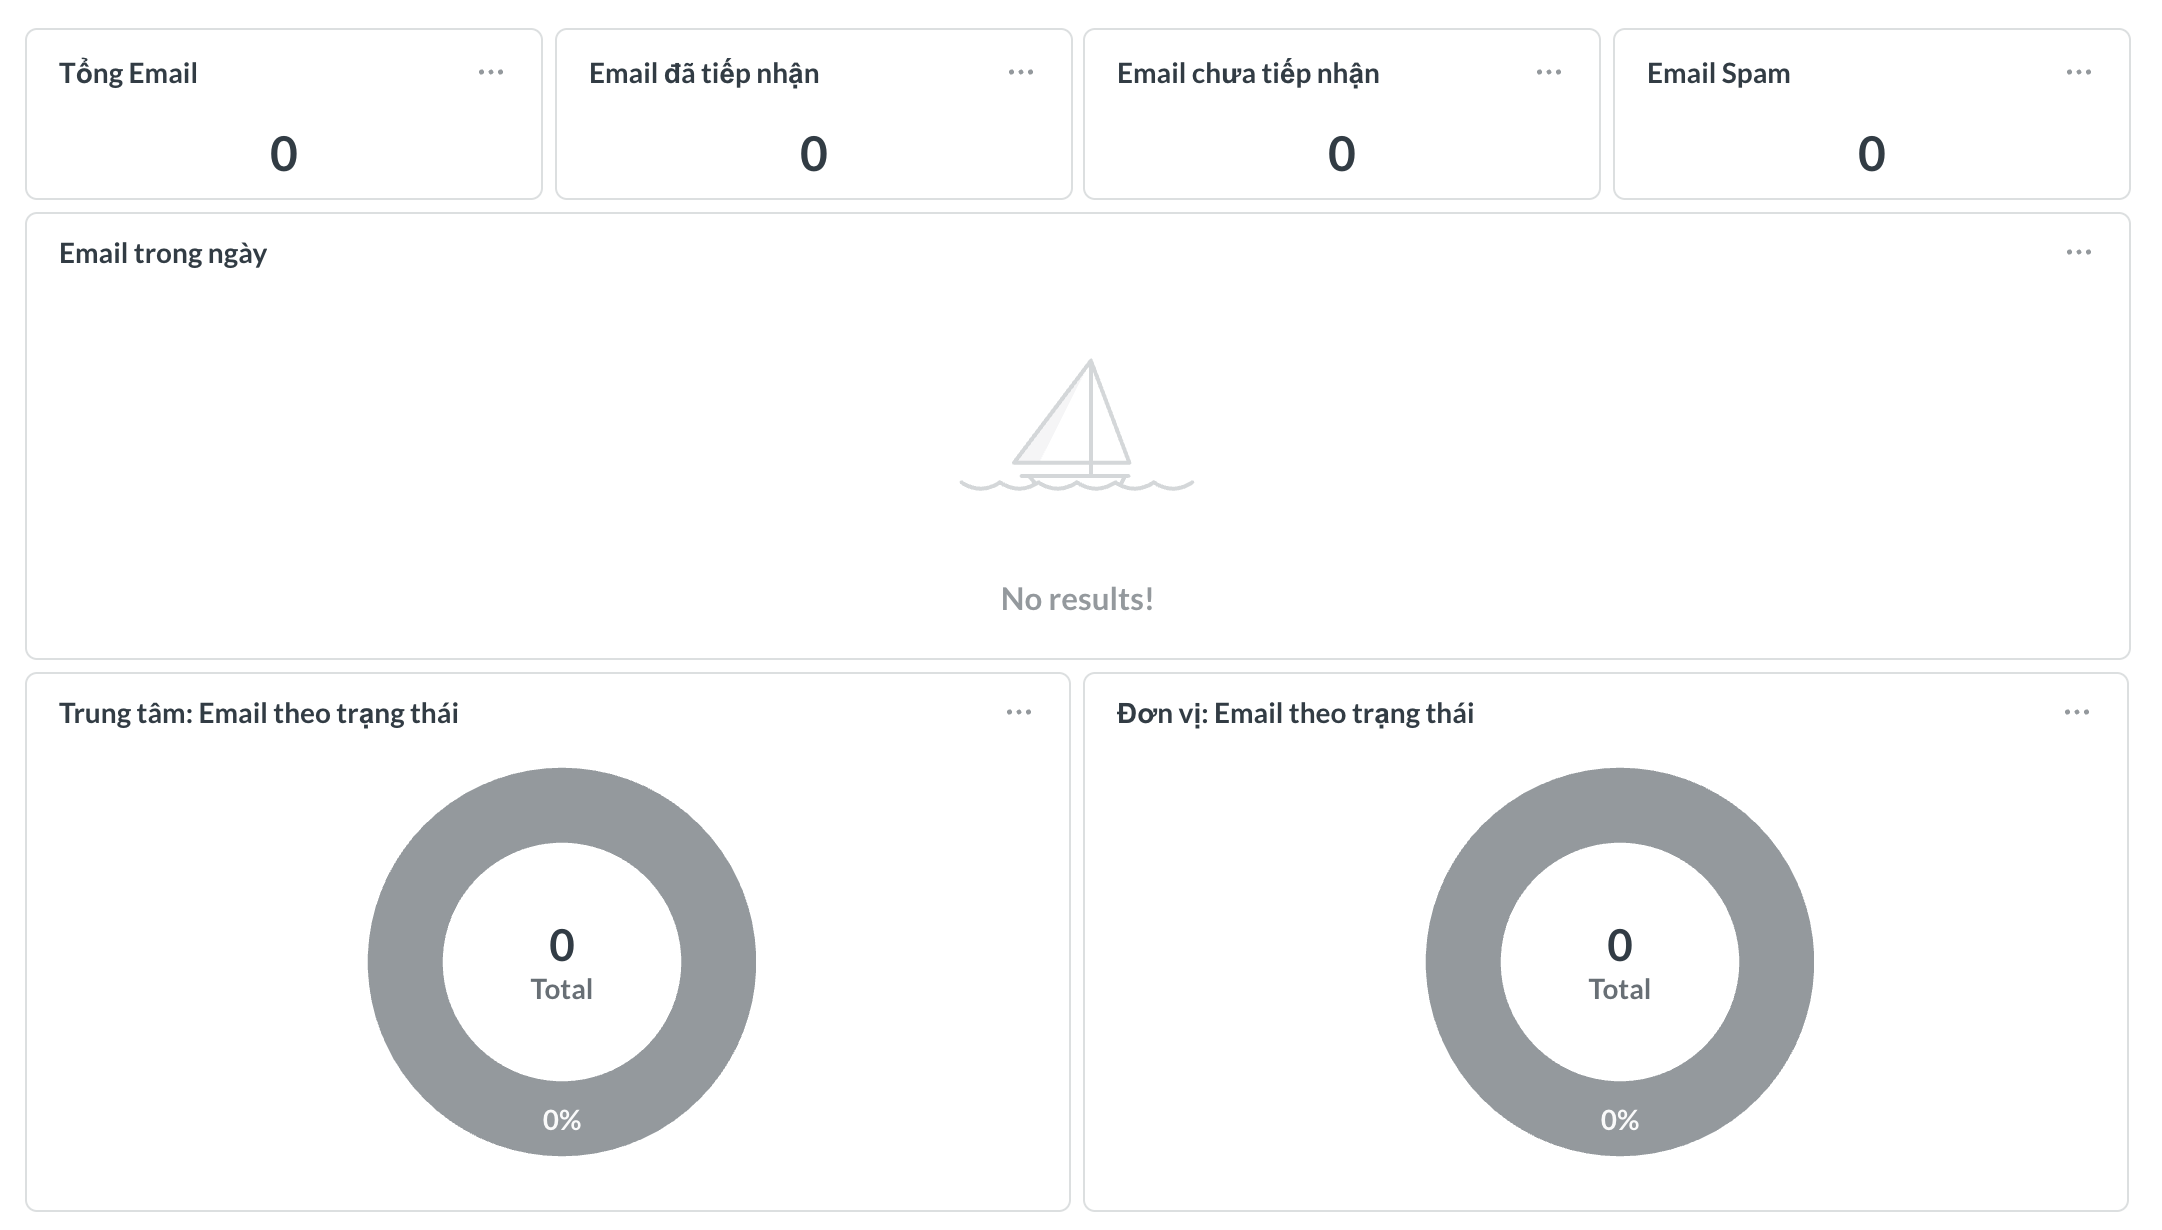 Tổng Email
0
Email đã tiếp nhận
0
Email chưa tiếp nhận
0
Email Spam
0
Email trong ngày
No results!
Trung tâm: Email theo trạng thái
0
Total
0%
Đơn vị: Email theo trạng thái
0
Total
0%